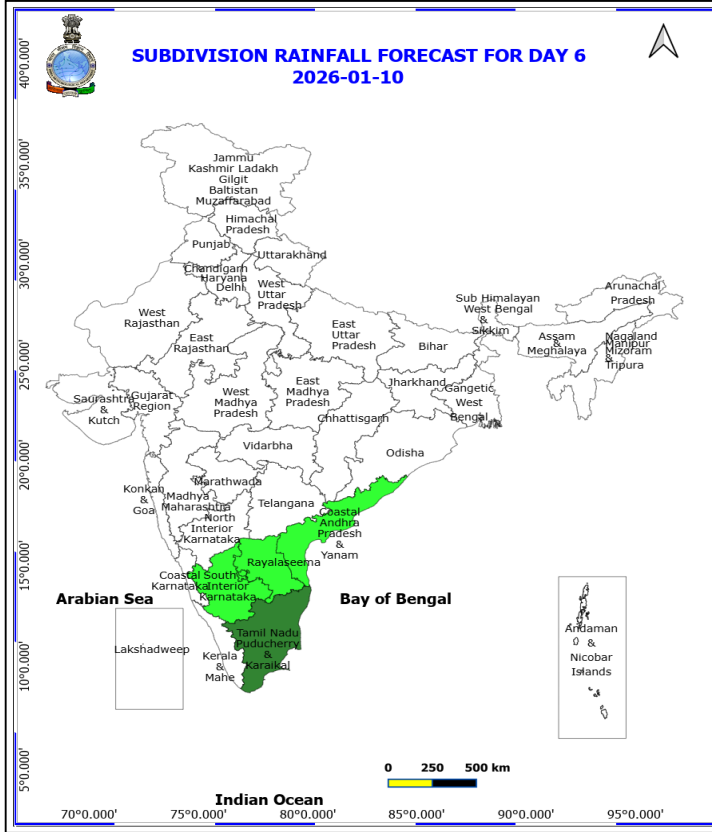 SUBDIVISION RAINFALL FORECAST FOR DAY 6
2026-01-10
40°0.000'
35°0.000'
30°0.000'
25°0.000'
20°0.000'
15°0.000'
10°0.000'
5°0.000'
Jammu
Kashmir Ladakh
Gilgit
Baltistan
Muzaffarabad
Himachal
Pradesh
Punjab
Uttarakhand
Chandigarh
Haryana
Delhi
West
Uttar
Pradesh
Arunachal
Pradesh
Sub Himalayan
West Bengal
&
Sikkim
West
Rajasthan
East
Rajasthan
East
Uttar
Pradesh
Bihar
Assam
&
Meghalaya
Nagaland
Manipur
Mizoram
&
Tripura
Saurashtra
&
Kutch
Gujarat
Region
West
Madhya
Pradesh
East
Madhya
Pradesh
Jharkhand
Gangetic
West
Bengal
Chhattisgarh
Vidarbha
Odisha
Konkan
&
Goa
Marathwada
Madhya
Maharashtra
Telangana
North
Interior
Karnataka
Coastal
Andhra
Pradesh
&
Yanam
Rayalaseema
Coastal
Karnataka
South
Interior
Karnataka
Arabian Sea
Bay of Bengal
Lakshadweep
Kerala
&
Mahe
Tamil Nadu
Puducherry
&
Karaikal
Andaman
&
Nicobar
Islands
0 250 500 km
Indian Ocean
70°0.000' 75°0.000' 80°0.000' 85°0.000' 90°0.000' 95°0.000'